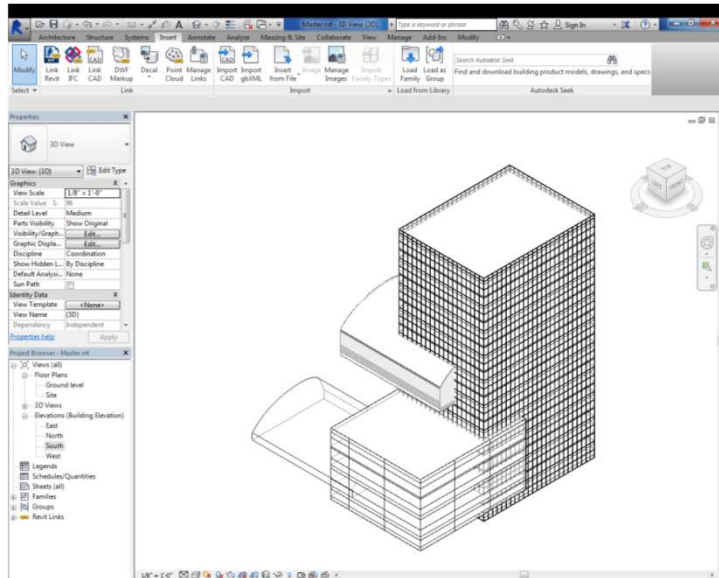 Master.rvt - 3D View: {3D}
Type a keyword or phrase
Sign In
Architecture Structure Systems Insert Annotate Analyze Massing & Site Collaborate View Manage Add-Ins Modify
Modify
Link Revit
Link IFC
Link CAD
DWF Markup
Decal
Point Cloud
Manage Links
Import CAD
Import gbXML
Insert from File
Image
Manage Images
Import Family Types
Load Family
Load as Group
Search Autodesk Seek
Find and download building product models, drawings, and specs
Select
Link
Import
Load from Library
Autodesk Seek
Properties
3D View
3D View: {3D}
Edit Type
Graphics
View Scale 1/8" = 1'-0"
Scale Value 1: 96
Detail Level Medium
Parts Visibility Show Original
Visibility/Graph... Edit...
Graphic Displa... Edit...
Discipline Coordination
Show Hidden L... By Discipline
Default Analysi... None
Sun Path
Identity Data
View Template <None>
View Name {3D}
Dependency Independent
Properties help
Apply
Project Browser - Master.rvt
Views (all)
Floor Plans
Ground level
Site
3D Views
Elevations (Building Elevation)
East
North
South
West
Legends
Schedules/Quantities
Sheets (all)
Families
Groups
Revit Links
1/8" = 1'-0"